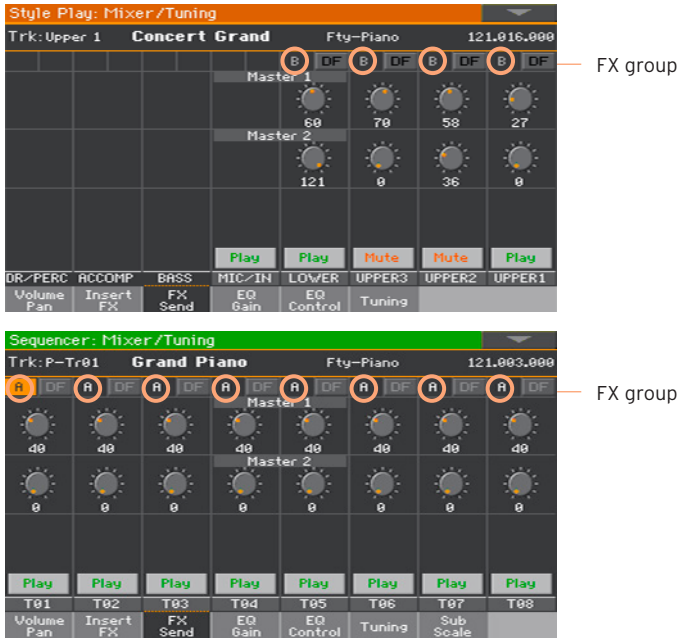 Style Play: Mixer/Tuning
Trk:Upper 1 Concert Grand Fty-Piano 121.016.000
B DF B DF B DF B DF
FX group
Master 1
60 70 58 27
Master 2
121 0 36 0
Play Play Mute Mute Play
DR/PERC ACCOMP BASS MIC/IN LOWER UPPER3 UPPER2 UPPER1
Volume Pan Insert FX FX Send EQ Gain EQ Control Tuning
Sequencer: Mixer/Tuning
Trk:P-Tr01 Grand Piano Fty-Piano 121.003.000
A DF A DF A DF A DF A DF A DF A DF A DF
FX group
Master 1
40 40 40 40 40 40 40 40
Master 2
0 0 0 0 0 0 0 0
Play Play Play Play Play Play Play Play
T01 T02 T03 T04 T05 T06 T07 T08
Volume Pan Insert FX FX Send EQ Gain EQ Control Tuning Sub Scale